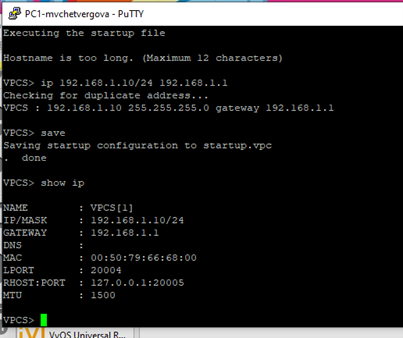 PC1-mvchetvergova - PuTTY
Executing the startup file
Hostname is too long. (Maximum 12 characters)
VPCS> ip 192.168.1.10/24 192.168.1.1
Checking for duplicate address...
VPCS : 192.168.1.10 255.255.255.0 gateway 192.168.1.1
VPCS> save
Saving startup configuration to startup.vpc
.  done
VPCS> show ip
NAME        : VPCS[1]
IP/MASK     : 192.168.1.10/24
GATEWAY     : 192.168.1.1
DNS         :
MAC         : 00:50:79:66:68:00
LPORT       : 20004
RHOST:PORT  : 127.0.0.1:20005
MTU         : 1500
VPCS>
VyOS Universal R...